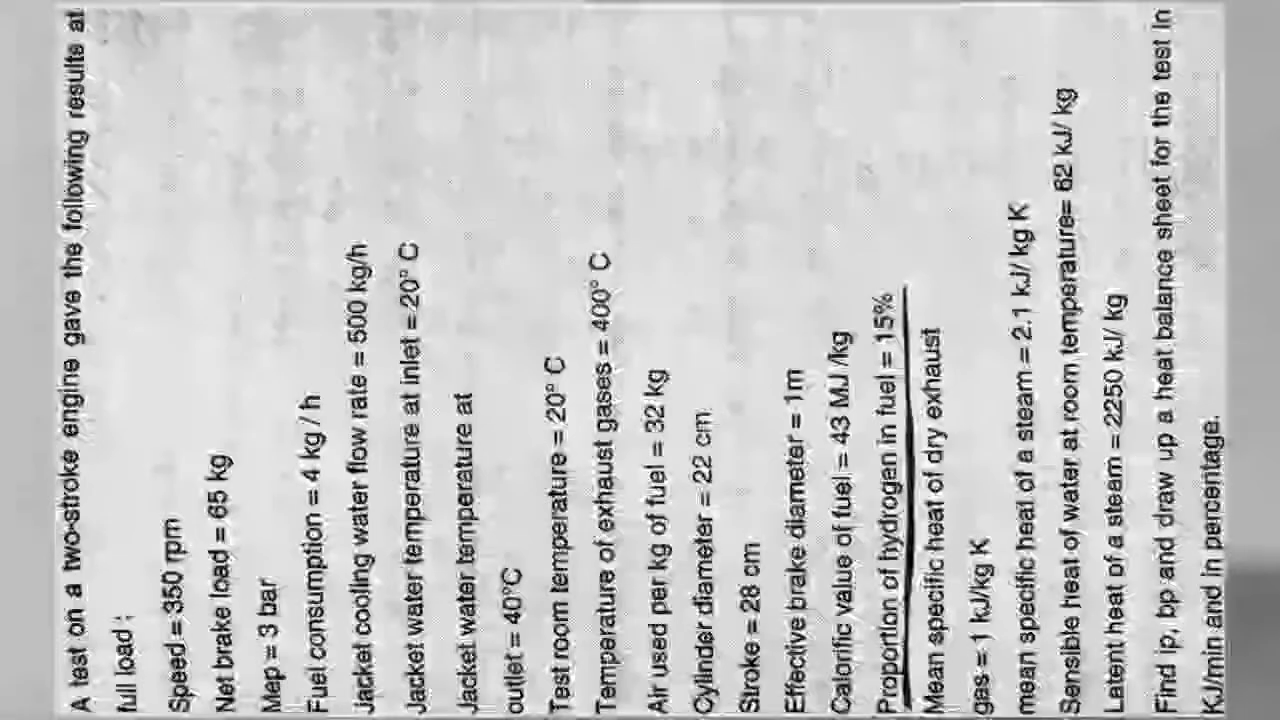 A test on a two-stroke engine gave the following results at
full load :
Speed = 350 rpm
Net brake load = 65 kg
Mep = 3 bar
Fuel consumption = 4 kg / h
Jacket cooling water flow rate = 500 kg/h
Jacket water temperature at inlet = 20° C
Jacket water temperature at
outlet = 40°C
Test room temperature = 20° C
Temperature of exhaust gases = 400° C
Air used per kg of fuel = 32 kg
Cylinder diameter = 22 cm
Stroke = 28 cm
Effective brake diameter = 1m
Calorific value of fuel = 43 MJ /kg
Proportion of hydrogen in fuel = 15%
Mean specific heat of dry exhaust
gas = 1 kJ/kg K
mean specific heat of a steam = 2.1 kJ/ kg K
Sensible heat of water at room temperature= 62 kJ/ kg
Latent heat of a steam = 2250 kJ/ kg
Find ip, bp and draw up a heat balance sheet for the test in
KJ/min and in percentage.